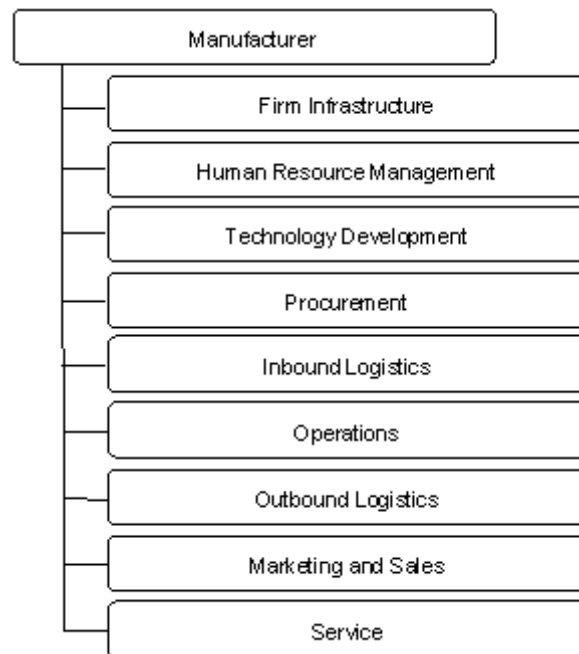 Manufacturer
Firm Infrastructure
Human Resource Management
Technology Development
Procurement
Inbound Logistics
Operations
Outbound Logistics
Marketing and Sales
Service